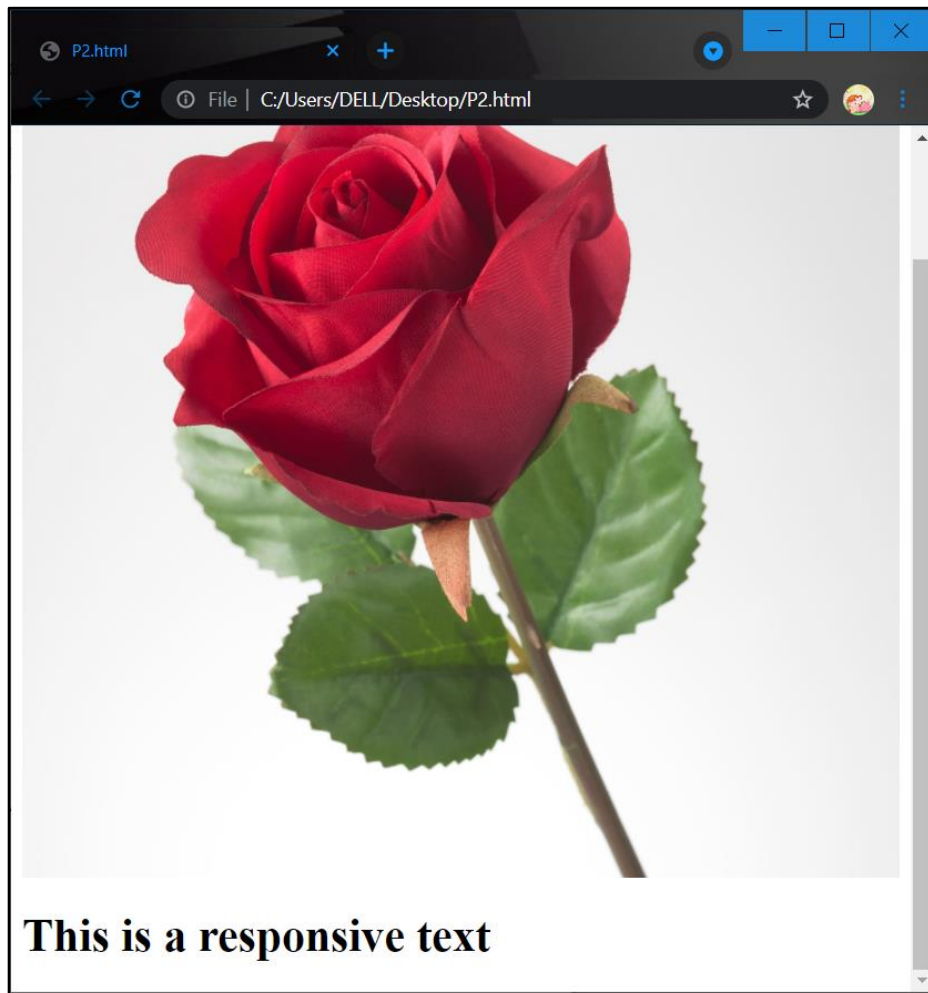 P2.html
File | C:/Users/DELL/Desktop/P2.html
This is a responsive text